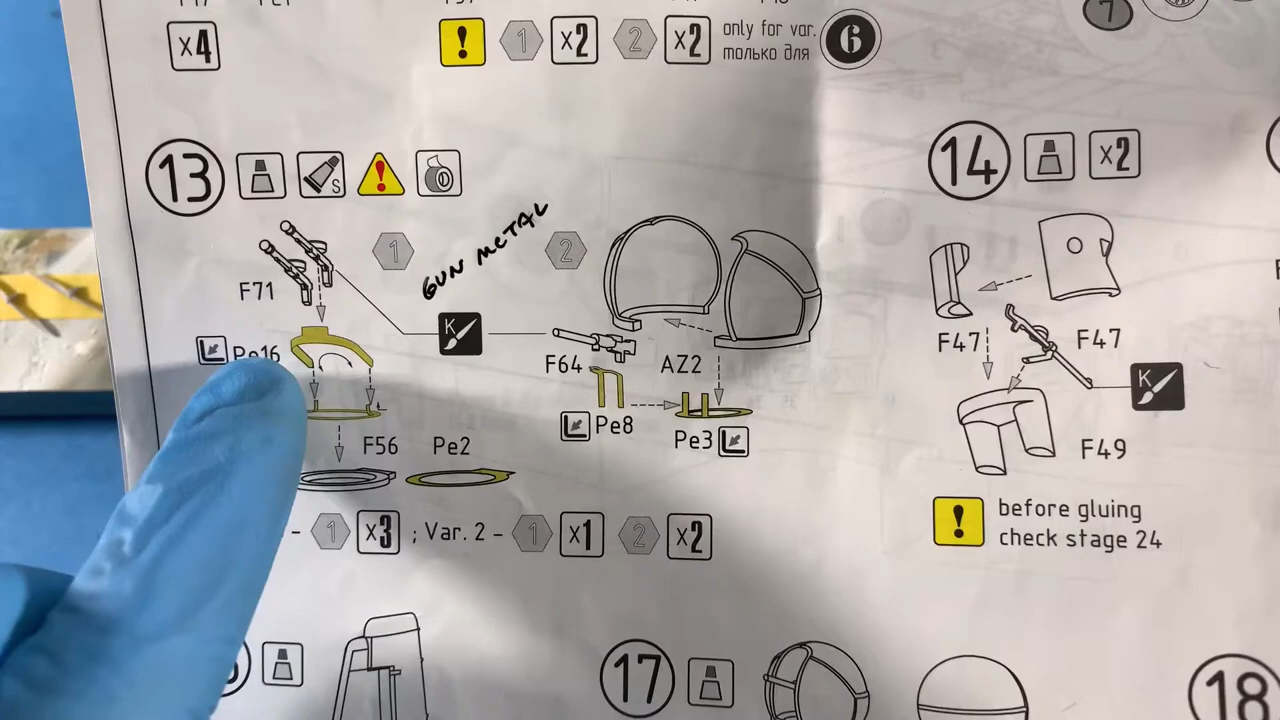 x4
! 1 x2 2 x2 only for var. 6
только для
7
13
S
!
14
x2
1
GUN METAL
2
F71
K
Pe16
F64
AZ2
F47
F47
K
Pe8
Pe3
F56
Pe2
F49
- 1 x3 ; Var. 2 - 1 x1 2 x2
! before gluing
check stage 24
17
18